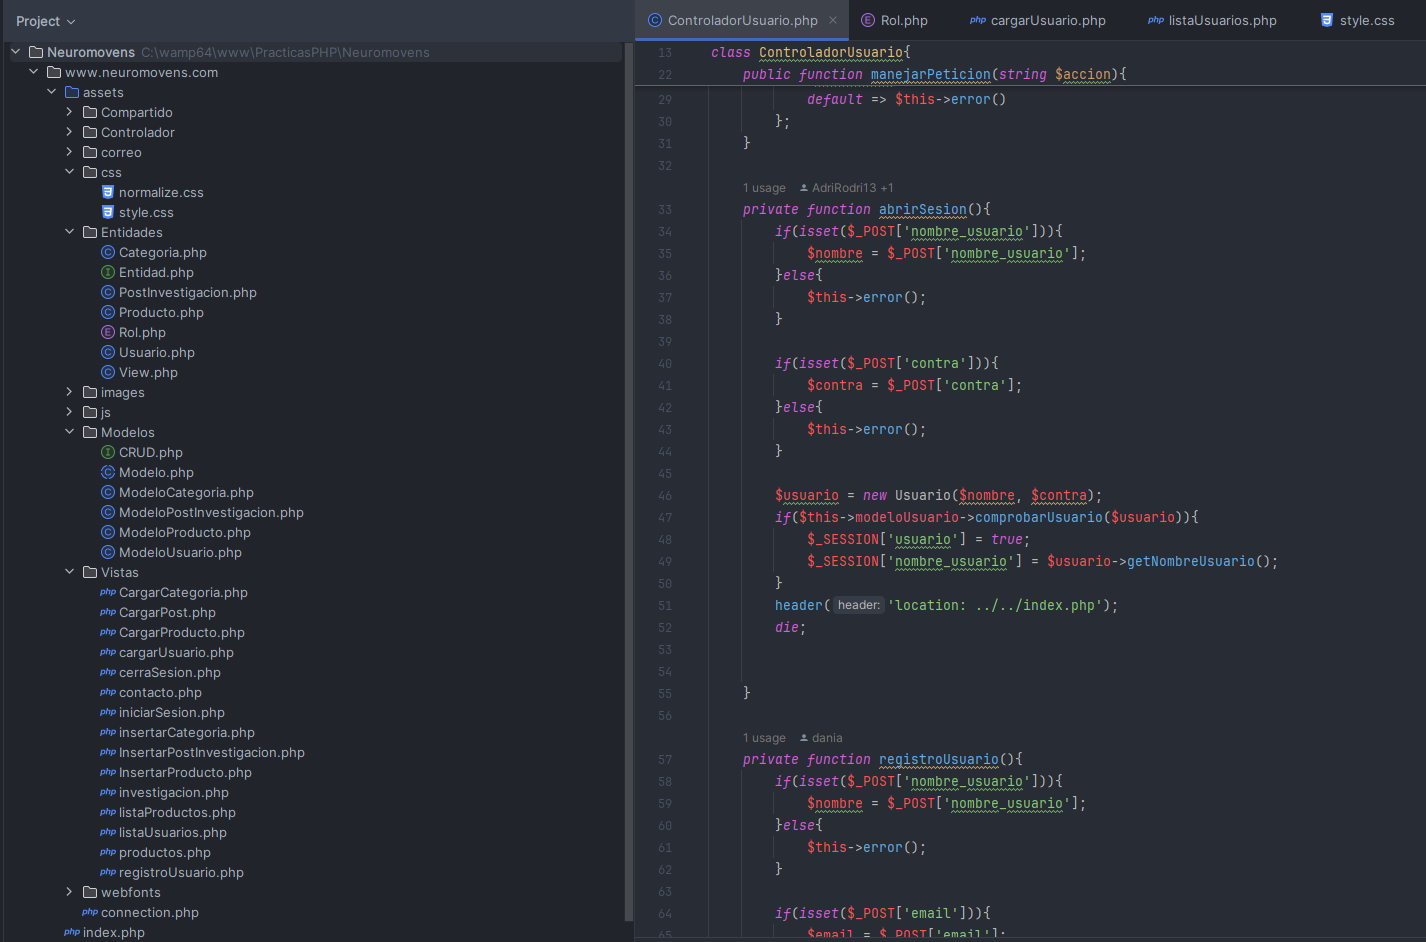 Project
Neuromovens C:\wamp64\www\PracticasPHP\Neuromovens
www.neuromovens.com
assets
Compartido
Controlador
correo
css
normalize.css
style.css
Entidades
Categoria.php
Entidad.php
PostInvestigacion.php
Producto.php
Rol.php
Usuario.php
View.php
images
js
Modelos
CRUD.php
Modelo.php
ModeloCategoria.php
ModeloPostInvestigacion.php
ModeloProducto.php
ModeloUsuario.php
Vistas
CargarCategoria.php
CargarPost.php
CargarProducto.php
cargarUsuario.php
cerraSesion.php
contacto.php
iniciarSesion.php
insertarCategoria.php
InsertarPostInvestigacion.php
InsertarProducto.php
investigacion.php
listaProductos.php
listaUsuarios.php
productos.php
registroUsuario.php
webfonts
connection.php
index.php
ControladorUsuario.php Rol.php cargarUsuario.php listaUsuarios.php style.css
13 class ControladorUsuario{
22 public function manejarPeticion(string $accion){
29 default => $this->error()
30 };
31 }
32
1 usage AdriRodri13 +1
33 private function abrirSesion(){
34 if(isset($_POST['nombre_usuario'])){
35 $nombre = $_POST['nombre_usuario'];
36 }else{
37 $this->error();
38 }
39
40 if(isset($_POST['contra'])){
41 $contra = $_POST['contra'];
42 }else{
43 $this->error();
44 }
45
46 $usuario = new Usuario($nombre, $contra);
47 if($this->modeloUsuario->comprobarUsuario($usuario)){
48 $_SESSION['usuario'] = true;
49 $_SESSION['nombre_usuario'] = $usuario->getNombreUsuario();
50 }
51 header( header: 'location: ../../index.php');
52 die;
53
54
55 }
56
1 usage dania
57 private function registroUsuario(){
58 if(isset($_POST['nombre_usuario'])){
59 $nombre = $_POST['nombre_usuario'];
60 }else{
61 $this->error();
62 }
63
64 if(isset($_POST['email'])){
65 $email = $_POST['email'];